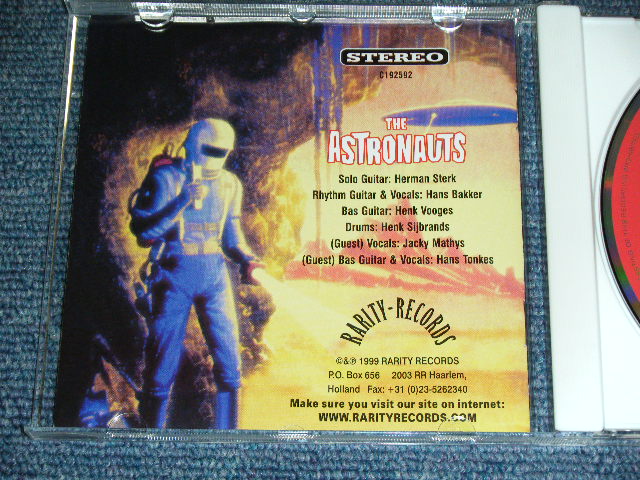 STEREO
C192592
THE
ASTRONAUTS
Solo Guitar: Herman Sterk
Rhythm Guitar & Vocals: Hans Bakker
Bas Guitar: Henk Vooges
Drums: Henk Sijbrands
(Guest) Vocals: Jacky Mathys
(Guest) Bas Guitar & Vocals: Hans Tonkes
RARITY-RECORDS
©&℗ 1999 RARITY RECORDS
P.O. Box 656 2003 RR Haarlem,
Holland Fax: +31 (0)23-5262340
Make sure you visit our site on internet:
WWW.RARITYRECORDS.COM